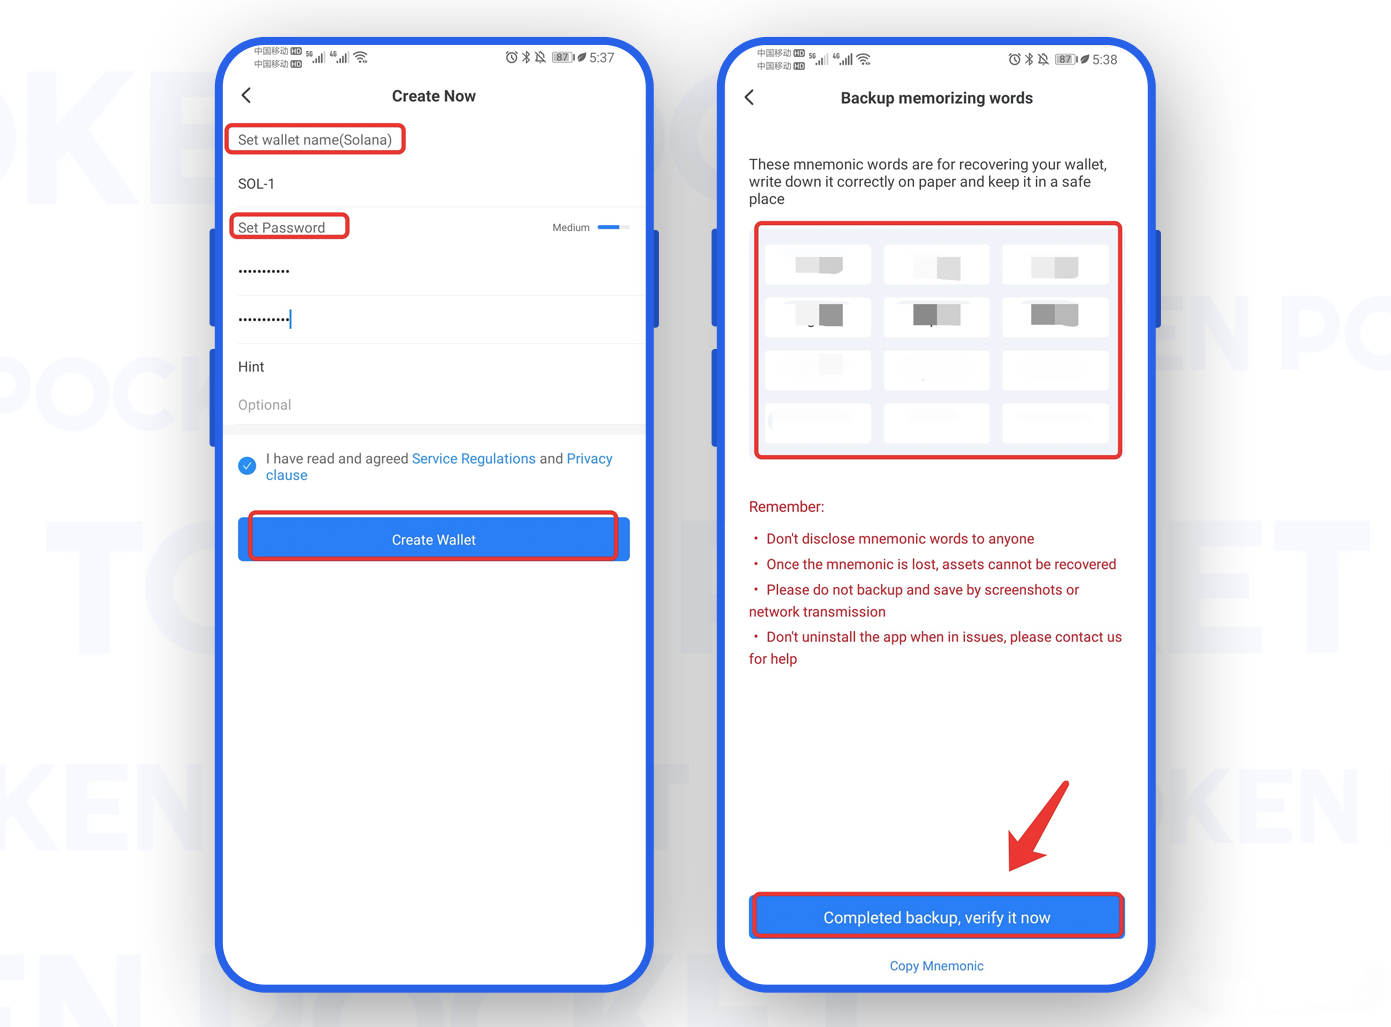 中国移动 HD 5G 4G
中国移动 HD
87 5:37
Create Now
Set wallet name(Solana)
SOL-1
Set Password
Medium
•••••••••••
•••••••••••
Hint
Optional
I have read and agreed Service Regulations and Privacy
clause
Create Wallet
中国移动 HD 5G 4G
中国移动 HD
87 5:38
Backup memorizing words
These mnemonic words are for recovering your wallet,
write down it correctly on paper and keep it in a safe
place
Remember:
• Don't disclose mnemonic words to anyone
• Once the mnemonic is lost, assets cannot be recovered
• Please do not backup and save by screenshots or
network transmission
• Don't uninstall the app when in issues, please contact us
for help
Completed backup, verify it now
Copy Mnemonic